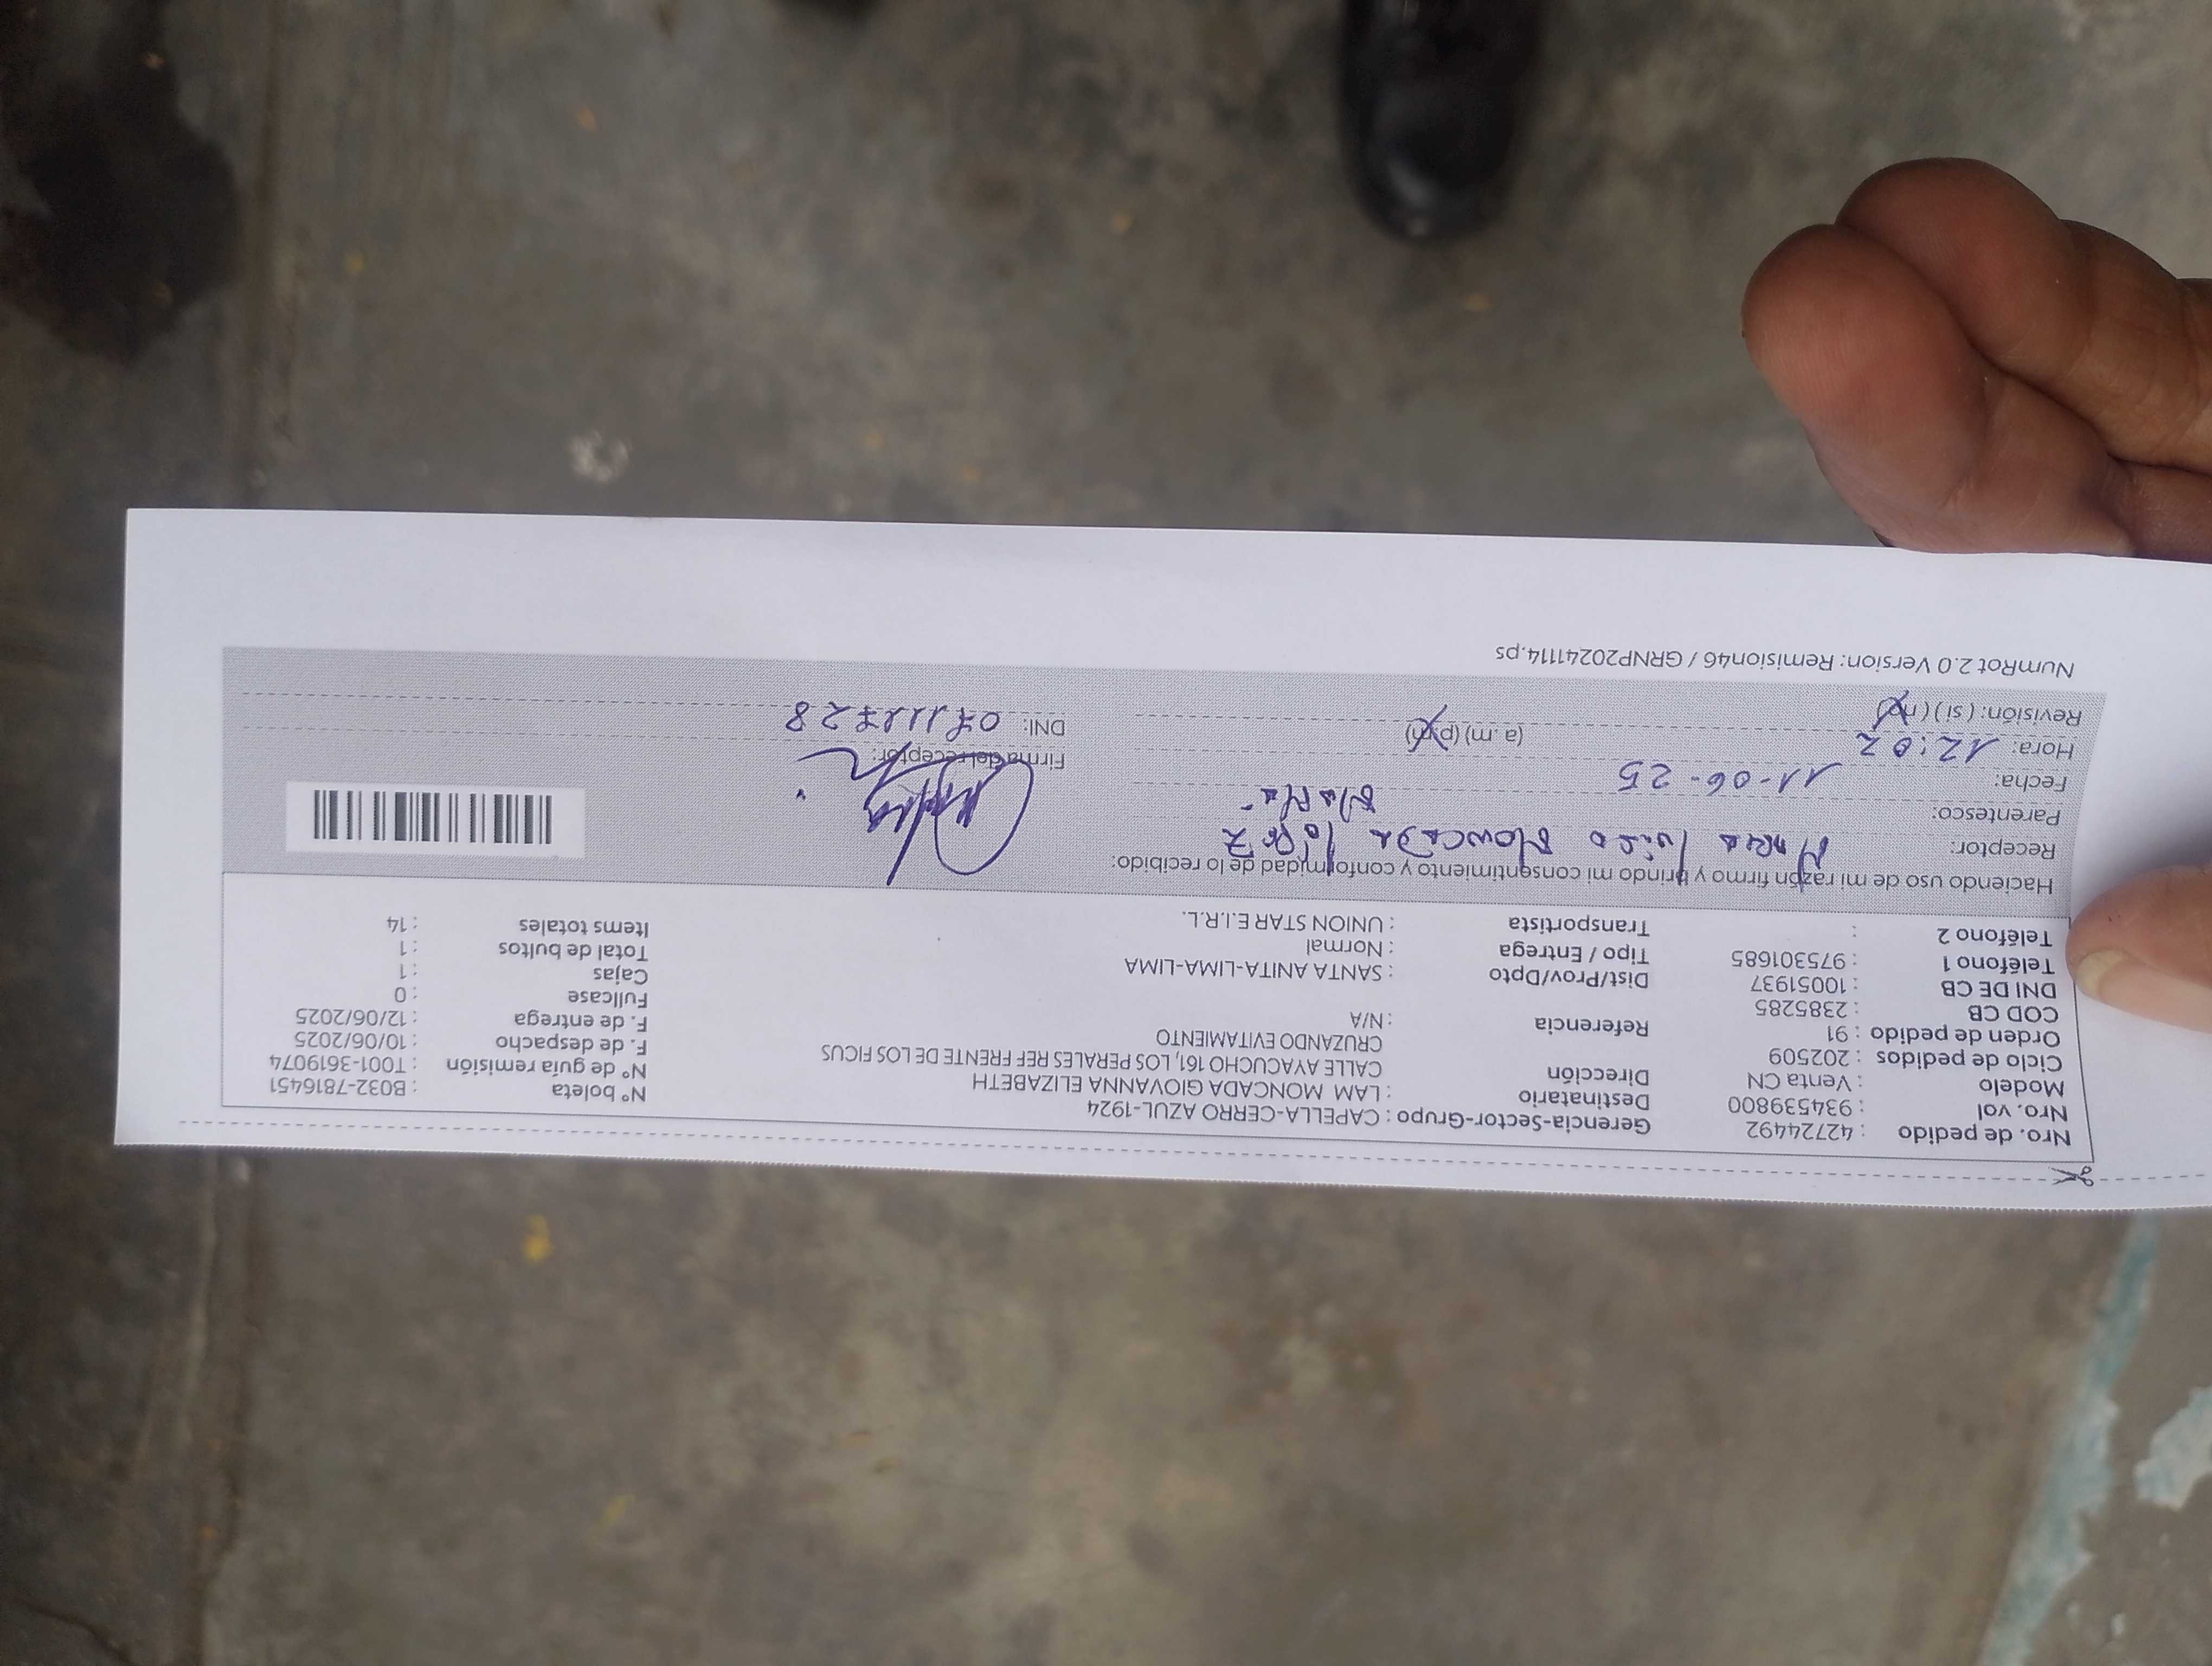 Nro. de pedido : 42724492 Gerencia-Sector-Grupo : CAPELLA-CERRO AZUL-1924 N° boleta : B032-7816451
Nro. vol : 934539800 Destinatario : LAM MONCADA GIOVANNA ELIZABETH N° de guía remisión : T001-3619074
Modelo : Venta CN Dirección CALLE AYACUCHO 161, LOS PERALES REF FRENTE DE LOS FICUS F. de despacho : 10/06/2025
Ciclo de pedidos : 202509 CRUZANDO EVITAMIENTO F. de entrega : 12/06/2025
Orden de pedido : 91 Referencia : N/A Fullcase : 0
COD CB : 2385285 Dist/Prov/Dpto : SANTA ANITA-LIMA-LIMA Cajas : 1
DNI DE CB : 10051937 Tipo / Entrega : Normal Total de bultos : 1
Teléfono 1 : 975301685 Transportista : UNION STAR E.I.R.L. Items totales : 14
Teléfono 2 :
Haciendo uso de mi razón firmo y brindo mi consentimiento y conformidad de lo recibido:
Receptor: Moncada
Parentesco:
Fecha: 11-06-25 Firma del receptor:
Hora: 12:02 (a.m) (p.m) DNI:
Revisión: (si) (no)
NumRot 2.0 Version: Remision46 / GRNP20241114.ps